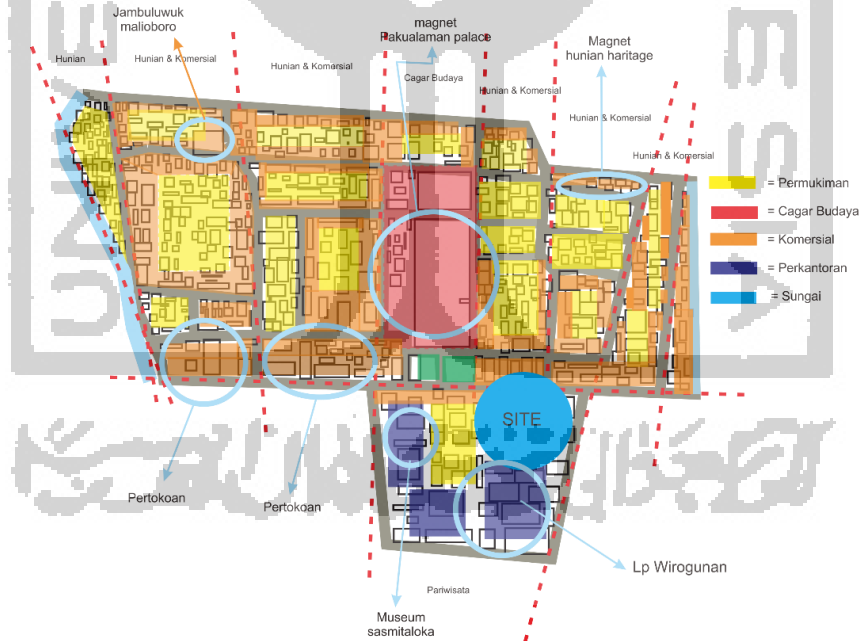 Jambuluwuk
malioboro
magnet
Pakualaman palace
Magnet
hunian haritage
Hunian
Hunian & Komersial
Hunian & Komersial
Cagar Budaya
Hunian & Komersial
Hunian & Komersial
Hunian & Komersial
= Permukiman
= Cagar Budaya
= Komersial
= Perkantoran
= Sungai
SITE
Pertokoan
Pertokoan
Lp Wirogunan
Pariwisata
Museum
sasmitaloka